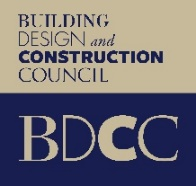 BUILDING
DESIGN and
CONSTRUCTION
COUNCIL
BDCC